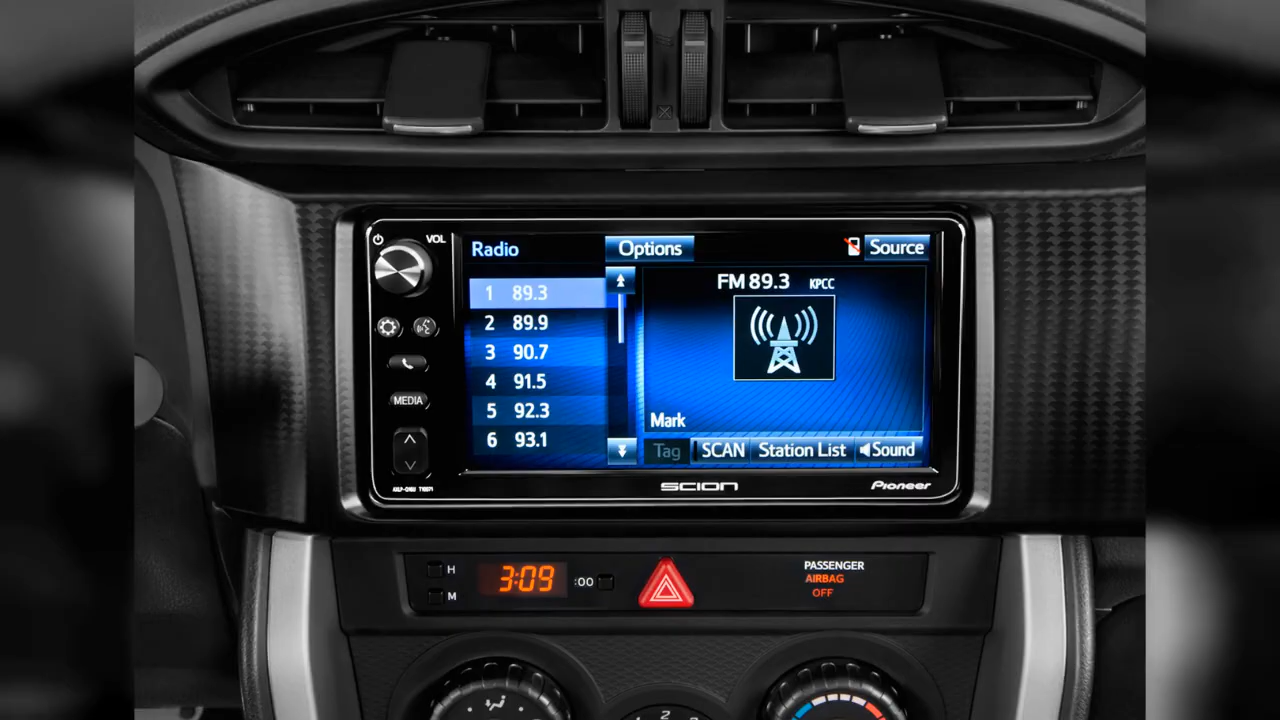 VOL
Radio
Options
Source
1 89.3
2 89.9
3 90.7
4 91.5
5 92.3
6 93.1
FM 89.3 KPCC
MEDIA
Mark
Tag
SCAN
Station List
Sound
SCION
Pioneer
H
M
3:09
:00
PASSENGER
AIRBAG
OFF
2